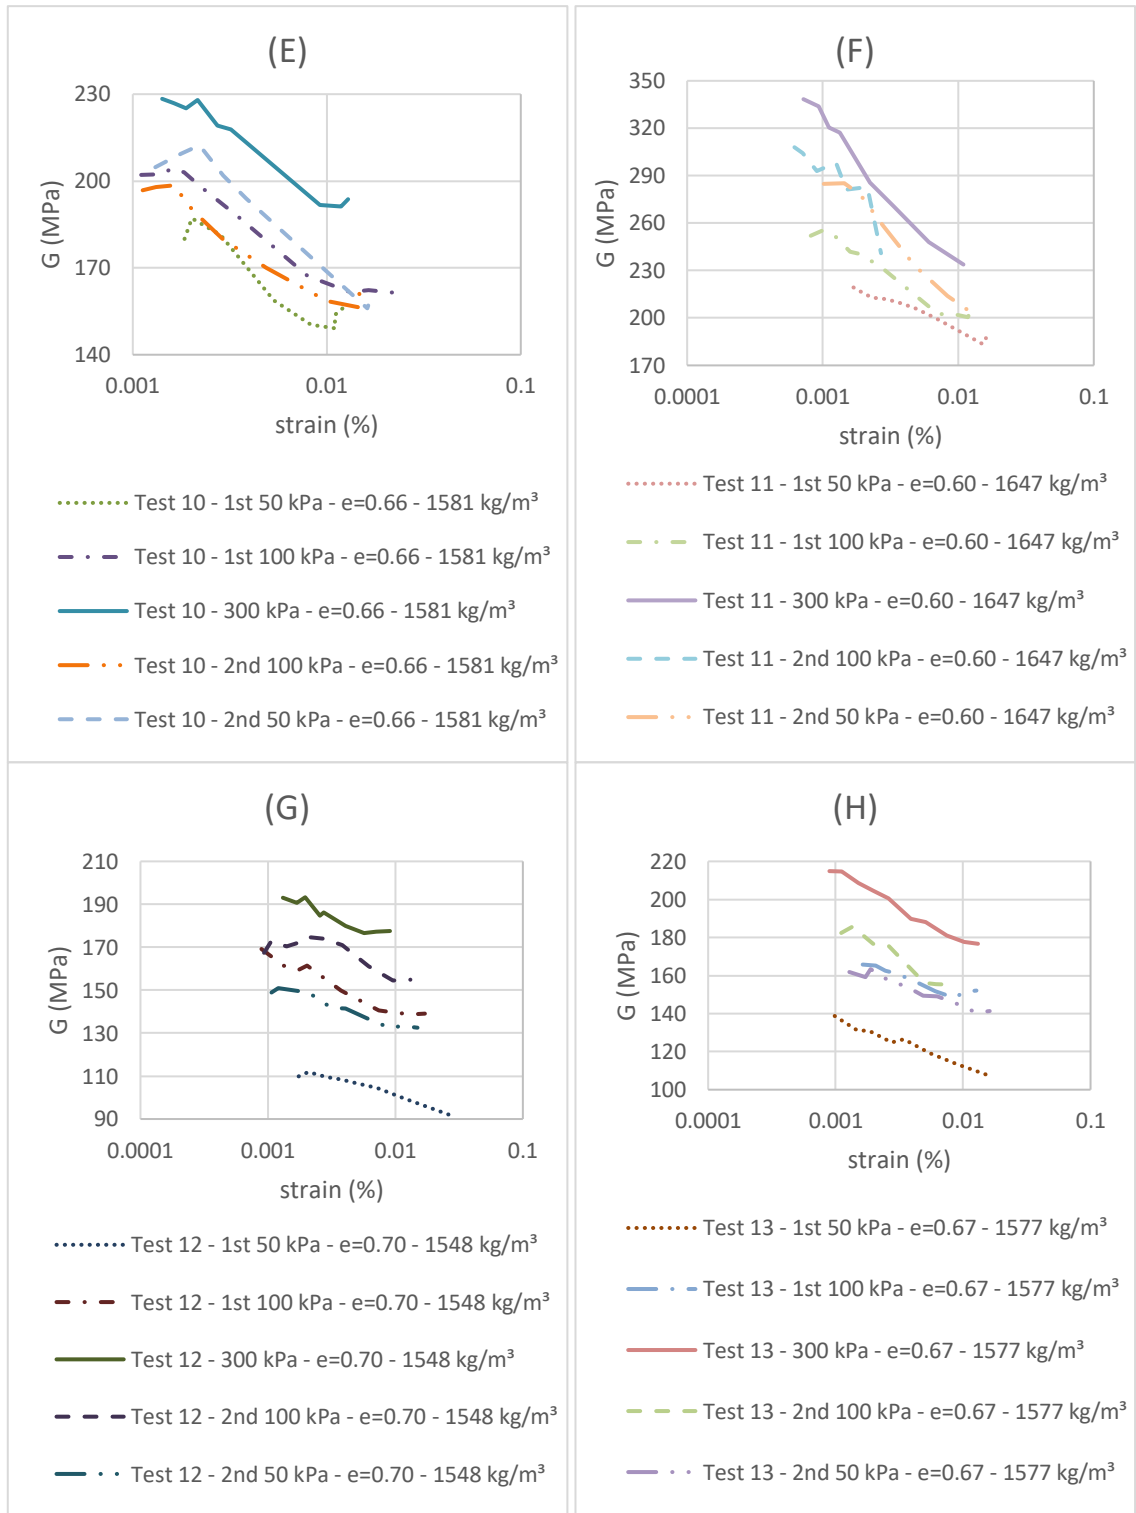 (E)
230
200
170
140
G (MPa)
0.001
0.01
0.1
strain (%)
Test 10 - 1st 50 kPa - e=0.66 - 1581 kg/m³
Test 10 - 1st 100 kPa - e=0.66 - 1581 kg/m³
Test 10 - 300 kPa - e=0.66 - 1581 kg/m³
Test 10 - 2nd 100 kPa - e=0.66 - 1581 kg/m³
Test 10 - 2nd 50 kPa - e=0.66 - 1581 kg/m³
(F)
350
320
290
260
230
200
170
G (MPa)
0.0001
0.001
0.01
0.1
strain (%)
Test 11 - 1st 50 kPa - e=0.60 - 1647 kg/m³
Test 11 - 1st 100 kPa - e=0.60 - 1647 kg/m³
Test 11 - 300 kPa - e=0.60 - 1647 kg/m³
Test 11 - 2nd 100 kPa - e=0.60 - 1647 kg/m³
Test 11 - 2nd 50 kPa - e=0.60 - 1647 kg/m³
(G)
210
190
170
150
130
110
90
G (MPa)
0.0001
0.001
0.01
0.1
strain (%)
Test 12 - 1st 50 kPa - e=0.70 - 1548 kg/m³
Test 12 - 1st 100 kPa - e=0.70 - 1548 kg/m³
Test 12 - 300 kPa - e=0.70 - 1548 kg/m³
Test 12 - 2nd 100 kPa - e=0.70 - 1548 kg/m³
Test 12 - 2nd 50 kPa - e=0.70 - 1548 kg/m³
(H)
220
200
180
160
140
120
100
G (MPa)
0.0001
0.001
0.01
0.1
strain (%)
Test 13 - 1st 50 kPa - e=0.67 - 1577 kg/m³
Test 13 - 1st 100 kPa - e=0.67 - 1577 kg/m³
Test 13 - 300 kPa - e=0.67 - 1577 kg/m³
Test 13 - 2nd 100 kPa - e=0.67 - 1577 kg/m³
Test 13 - 2nd 50 kPa - e=0.67 - 1577 kg/m³